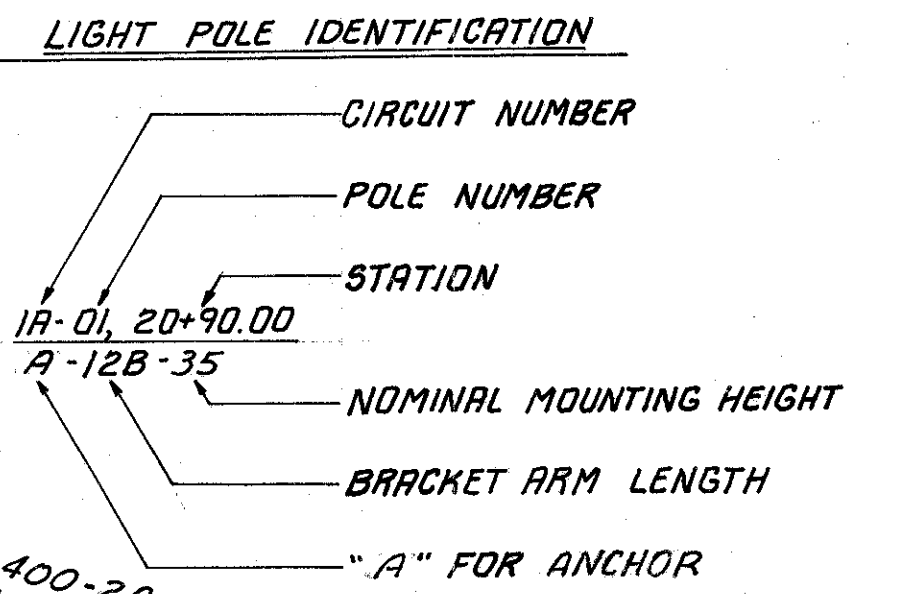 LIGHT POLE IDENTIFICATION
CIRCUIT NUMBER
POLE NUMBER
STATION
1A-01, 20+90.00
A-12B-35
NOMINAL MOUNTING HEIGHT
BRACKET ARM LENGTH
"A" FOR ANCHOR